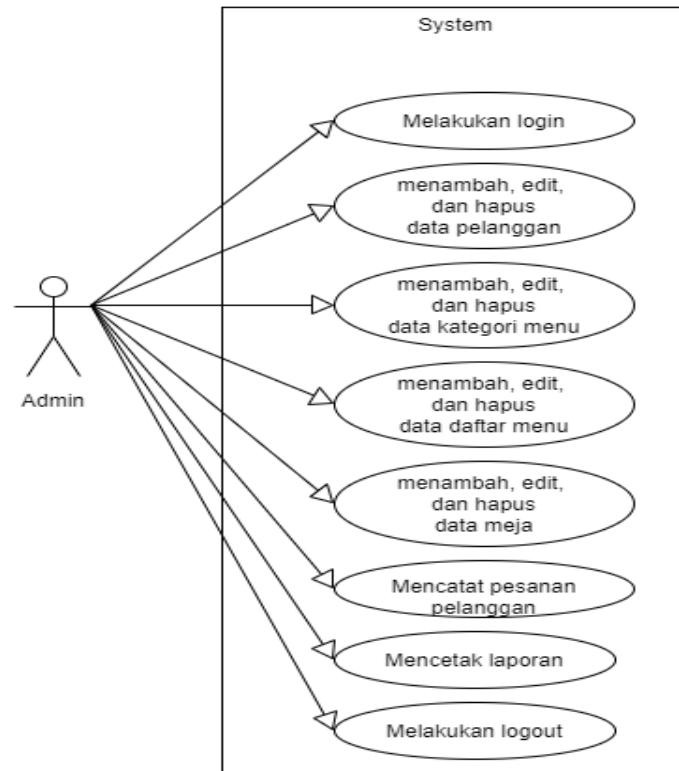 System
Melakukan login
menambah, edit,
dan hapus
data pelanggan
menambah, edit,
dan hapus
data kategori menu
Admin
menambah, edit,
dan hapus
data daftar menu
menambah, edit,
dan hapus
data meja
Mencatat pesanan
pelanggan
Mencetak laporan
Melakukan logout